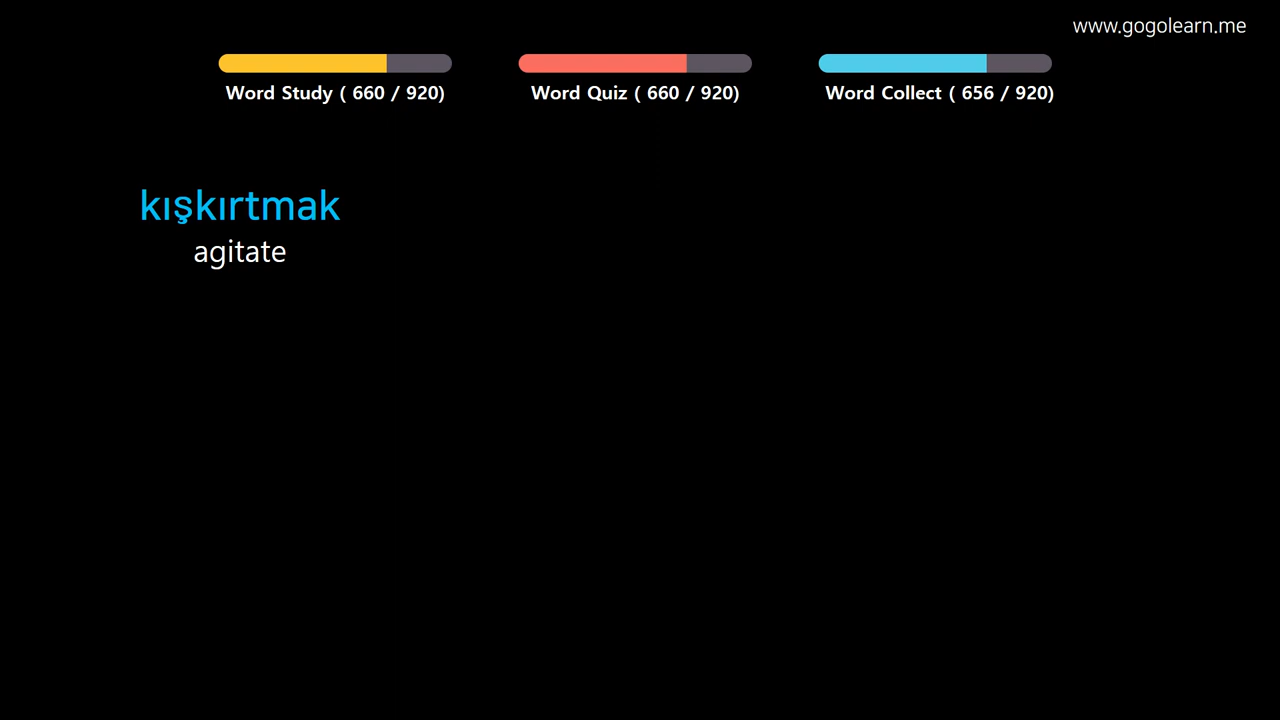 www.gogolearn.me
Word Study ( 660 / 920)
Word Quiz ( 660 / 920)
Word Collect ( 656 / 920)
kışkırtmak
agitate